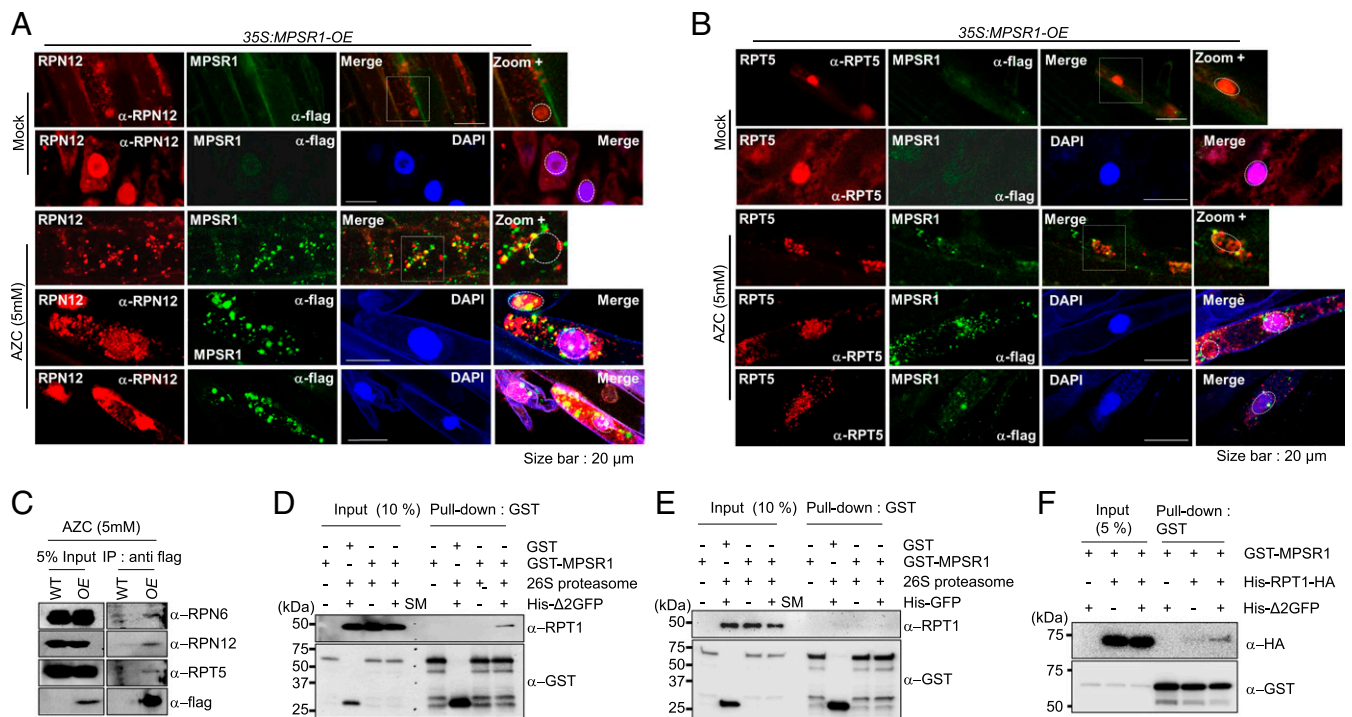 A
35S:MPSR1-OE
Mock
RPN12 α-RPN12
MPSR1 α-flag
Merge
Zoom +
RPN12 α-RPN12
MPSR1 α-flag
DAPI
Merge
AZC (5mM)
RPN12 α-RPN12
MPSR1 α-flag
Merge
Zoom +
RPN12 α-RPN12
MPSR1 α-flag
DAPI
Merge
RPN12 α-RPN12
MPSR1 α-flag
DAPI
Merge
Size bar : 20 µm
B
35S:MPSR1-OE
Mock
RPT5 α-RPT5
MPSR1 α-flag
Merge
Zoom +
RPT5 α-RPT5
MPSR1 α-flag
DAPI
Merge
AZC (5mM)
RPT5 α-RPT5
MPSR1 α-flag
Merge
Zoom +
RPT5 α-RPT5
MPSR1 α-flag
DAPI
Merge
RPT5 α-RPT5
MPSR1 α-flag
DAPI
Merge
Size bar : 20 µm
C
AZC (5mM)
5% Input IP : anti flag
WT OE WT OE
α–RPN6
α–RPN12
α–RPT5
α–flag
D
Input (10 %) Pull-down : GST
- + - - - + - - GST
+ - + + + - + + GST-MPSR1
- + + + - + + + 26S proteasome
- + - + SM - + - + His-Δ2GFP
(kDa)
50 α–RPT1
75
50
37
25
α–GST
E
Input (10 %) Pull-down : GST
- + - - - + - - GST
+ - + + + - + + GST-MPSR1
- + + + - + + + 26S proteasome
- + - + SM - + - + His-GFP
(kDa)
50 α–RPT1
75
50
37
25
α–GST
F
Input (5 %) Pull-down : GST
+ + + + + + GST-MPSR1
- + + - + + His-RPT1-HA
+ - + + - + His-Δ2GFP
(kDa)
75 α–HA
75
50
α–GST